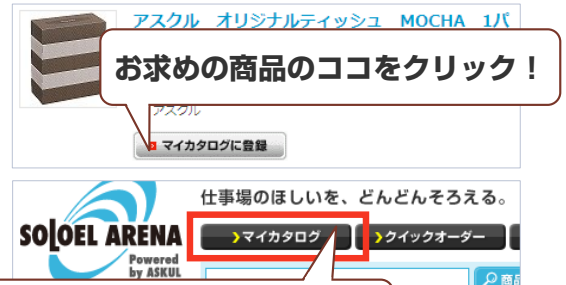 アスクル オリジナルティッシュ MOCHA 1パ
お求めの商品のココをクリック！
アスクル
マイカタログに登録
仕事場のほしいを、どんどんそろえる。
SOLOEL ARENA
Powered
by ASKUL
マイカタログ
クイックオーダー
商品